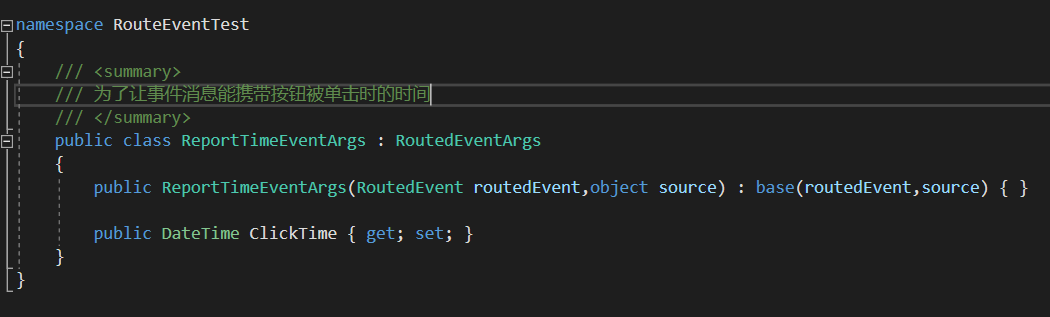 namespace RouteEventTest
{
/// <summary>
/// 为了让事件消息能携带按钮被单击时的时间
/// </summary>
public class ReportTimeEventArgs : RoutedEventArgs
{
public ReportTimeEventArgs(RoutedEvent routedEvent,object source) : base(routedEvent,source) { }
public DateTime ClickTime { get; set; }
}
}